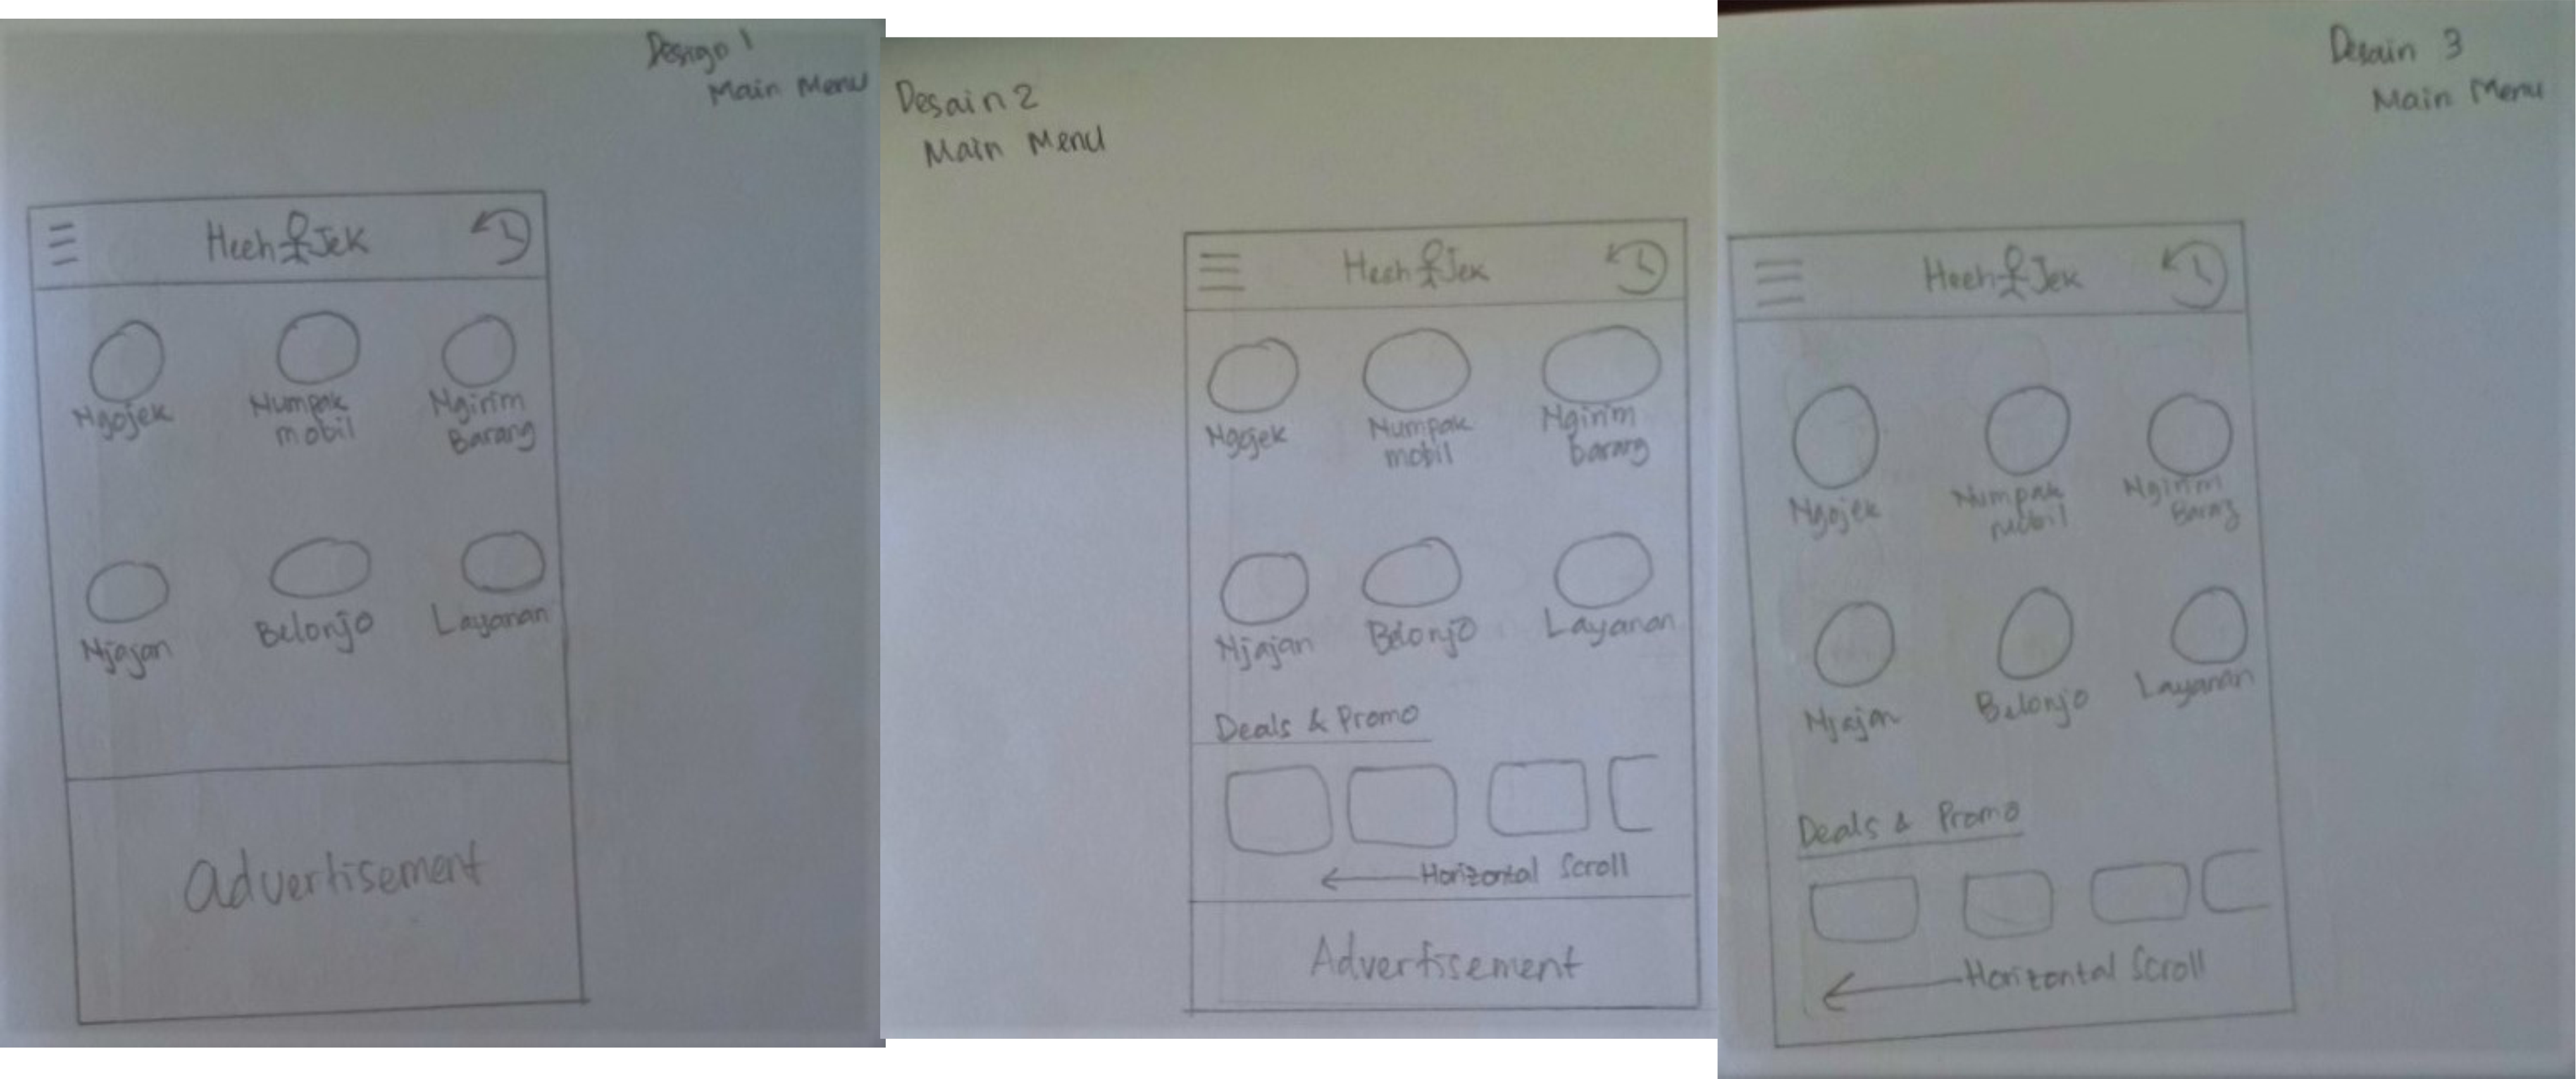 Design 1
Main Menu
Heeh Jek
Ngojek
Numpak
mobil
Ngirim
Barang
Njajan
Belonjo
Layanan
Advertisement
Desain 2
Main Menu
Heeh Jek
Ngojek
Numpak
mobil
Ngirim
barang
Njajan
Belonjo
Layanan
Deals & Promo
Horizontal Scroll
Advertisement
Desain 3
Main Menu
Heeh Jek
Ngojek
Numpak
Mobil
Ngirim
Barang
Njajan
Belonjo
Layanan
Deals & Promo
Horizontal Scroll